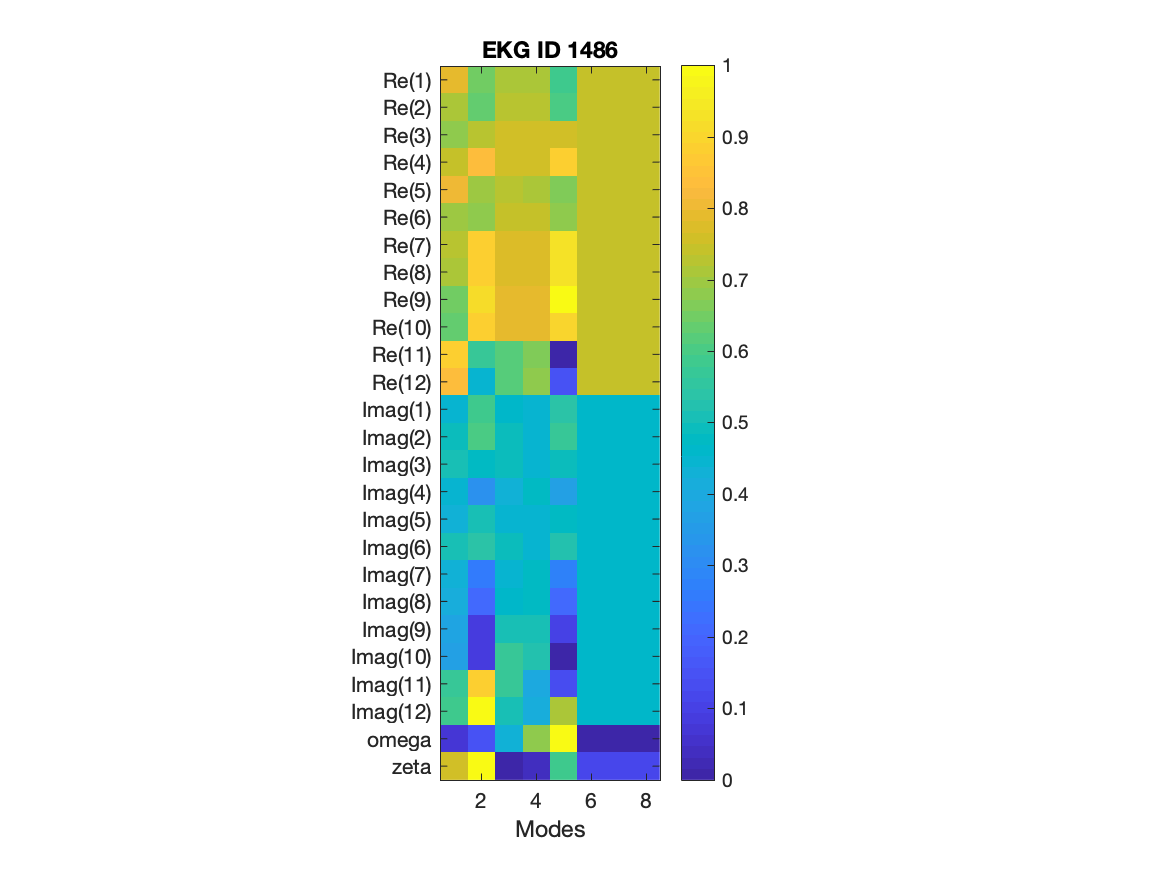 EKG ID 1486
Re(1)
Re(2)
Re(3)
Re(4)
Re(5)
Re(6)
Re(7)
Re(8)
Re(9)
Re(10)
Re(11)
Re(12)
Imag(1)
Imag(2)
Imag(3)
Imag(4)
Imag(5)
Imag(6)
Imag(7)
Imag(8)
Imag(9)
Imag(10)
Imag(11)
Imag(12)
omega
zeta
2 4 6 8
Modes
1
0.9
0.8
0.7
0.6
0.5
0.4
0.3
0.2
0.1
0